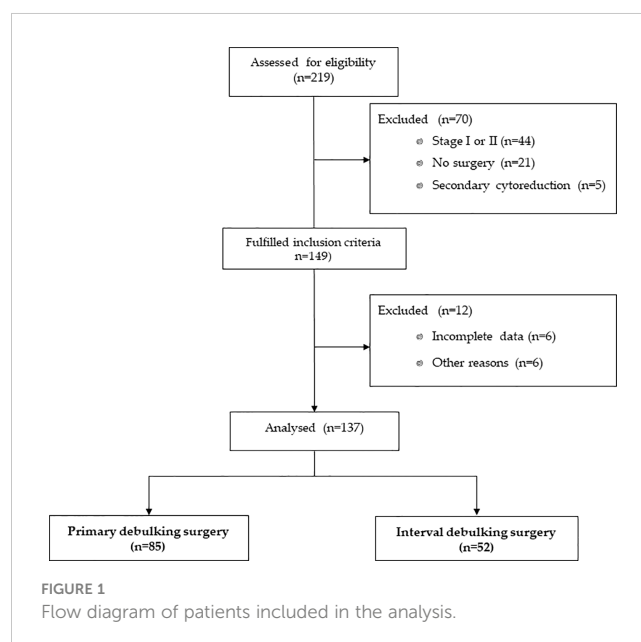 Assessed for eligibility
(n=219)
Excluded (n=70)
Stage I or II (n=44)
No surgery (n=21)
Secondary cytoreduction (n=5)
Fulfilled inclusion criteria
n=149)
Excluded (n=12)
Incomplete data (n=6)
Other reasons (n=6)
Analysed (n=137)
Primary debulking surgery
(n=85)
Interval debulking surgery
(n=52)
FIGURE 1
Flow diagram of patients included in the analysis.